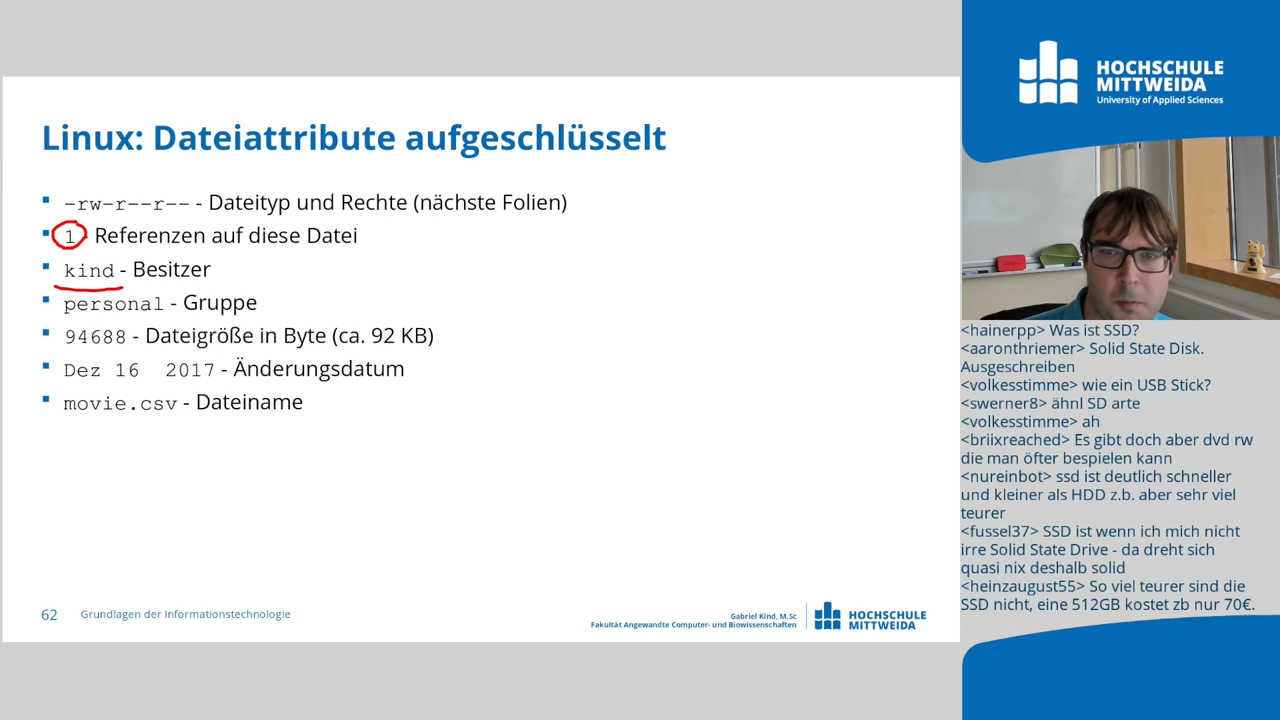 Linux: Dateiattribute aufgeschlüsselt
-rw-r--r-- - Dateityp und Rechte (nächste Folien)
1 - Referenzen auf diese Datei
kind - Besitzer
personal - Gruppe
94688 - Dateigröße in Byte (ca. 92 KB)
Dez 16  2017 - Änderungsdatum
movie.csv - Dateiname
62 Grundlagen der Informationstechnologie
Gabriel Kind, M.Sc
Fakultät Angewandte Computer- und Biowissenschaften
HOCHSCHULE
MITTWEIDA
HOCHSCHULE
MITTWEIDA
University of Applied Sciences
<hainerpp> Was ist SSD?
<aaronthriemer> Solid State Disk.
Ausgeschreiben
<volkesstimme> wie ein USB Stick?
<swerner8> ähnl SD arte
<volkesstimme> ah
<briixreached> Es gibt doch aber dvd rw
die man öfter bespielen kann
<nureinbot> ssd ist deutlich schneller
und kleiner als HDD z.b. aber sehr viel
teurer
<fussel37> SSD ist wenn ich mich nicht
irre Solid State Drive - da dreht sich
quasi nix deshalb solid
<heinzaugust55> So viel teurer sind die
SSD nicht, eine 512GB kostet zb nur 70€.